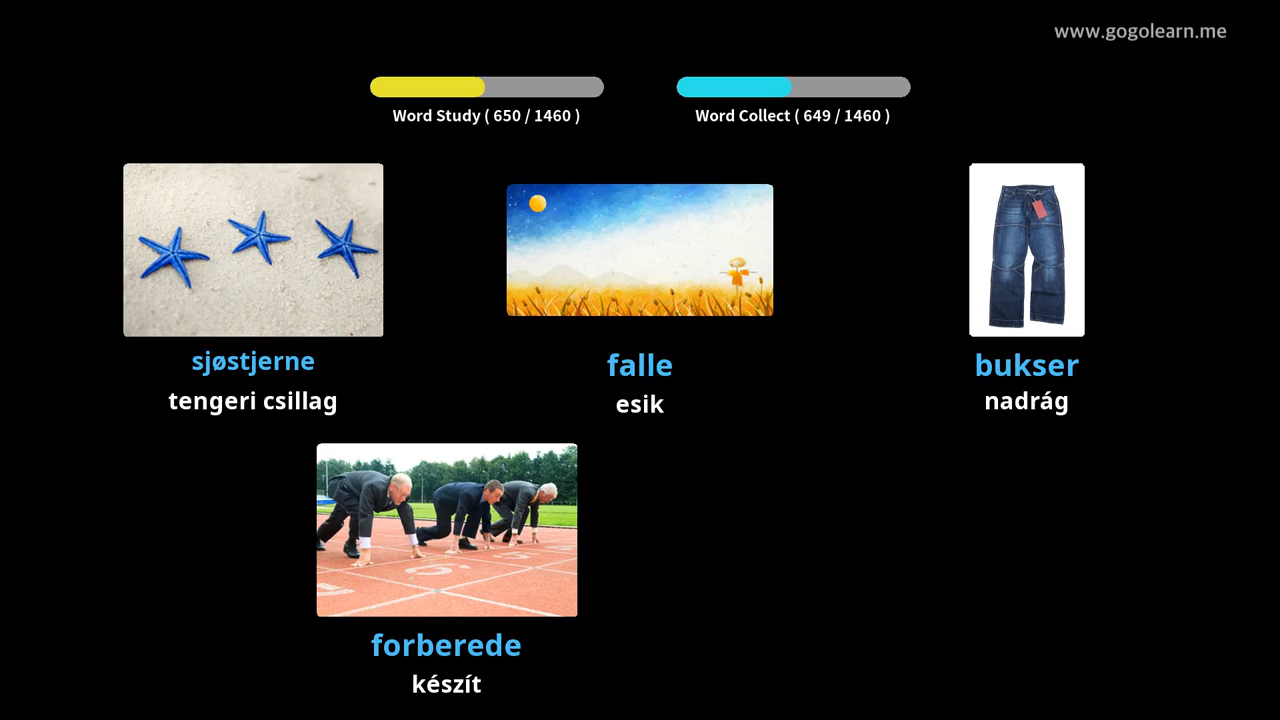 www.gogolearn.me
Word Study ( 650 / 1460 )
Word Collect ( 649 / 1460 )
sjøstjerne
tengeri csillag
falle
esik
bukser
nadrág
forberede
készít